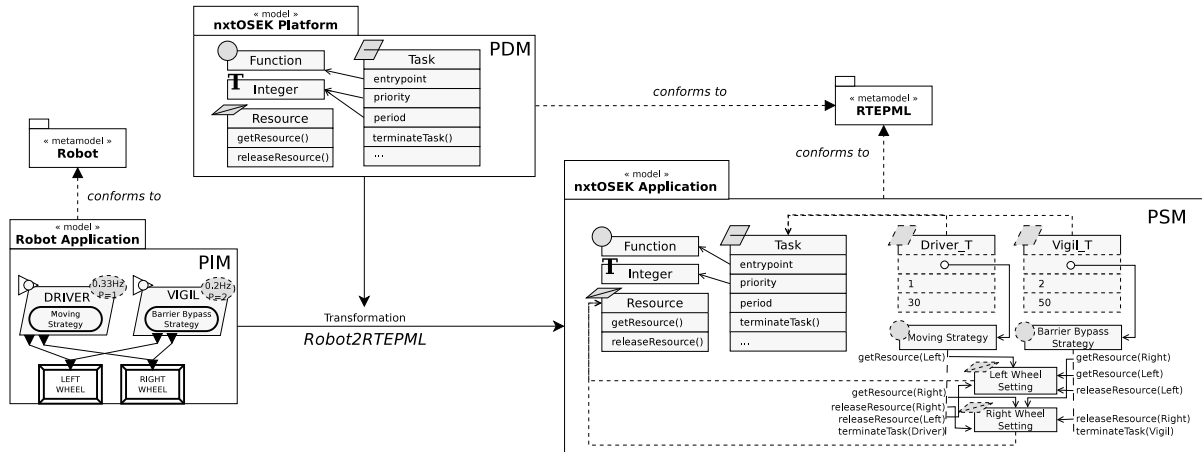 « model »
nxtOSEK Platform
PDM
Function
Integer
Resource
getResource()
releaseResource()
Task
entrypoint
priority
period
terminateTask()
...
conforms to
« metamodel »
RTEPML
conforms to
« metamodel »
Robot
conforms to
« model »
Robot Application
PIM
0.33Hz
P=1
DRIVER
Moving
Strategy
0.2Hz
P=2
VIGIL
Barrier Bypass
Strategy
LEFT
WHEEL
RIGHT
WHEEL
Transformation
Robot2RTEPML
« model »
nxtOSEK Application
PSM
Function
T
Integer
Resource
getResource()
releaseResource()
Task
entrypoint
priority
period
terminateTask()
...
Driver_T
1
30
Vigil_T
2
50
Moving Strategy
Barrier Bypass
Strategy
getResource(Left)
getResource(Right)
Left Wheel
Setting
getResource(Left)
getResource(Right)
releaseResource(Left)
releaseResource(Right)
releaseResource(Left)
terminateTask(Driver)
Right Wheel
Setting
releaseResource(Right)
terminateTask(Vigil)
T